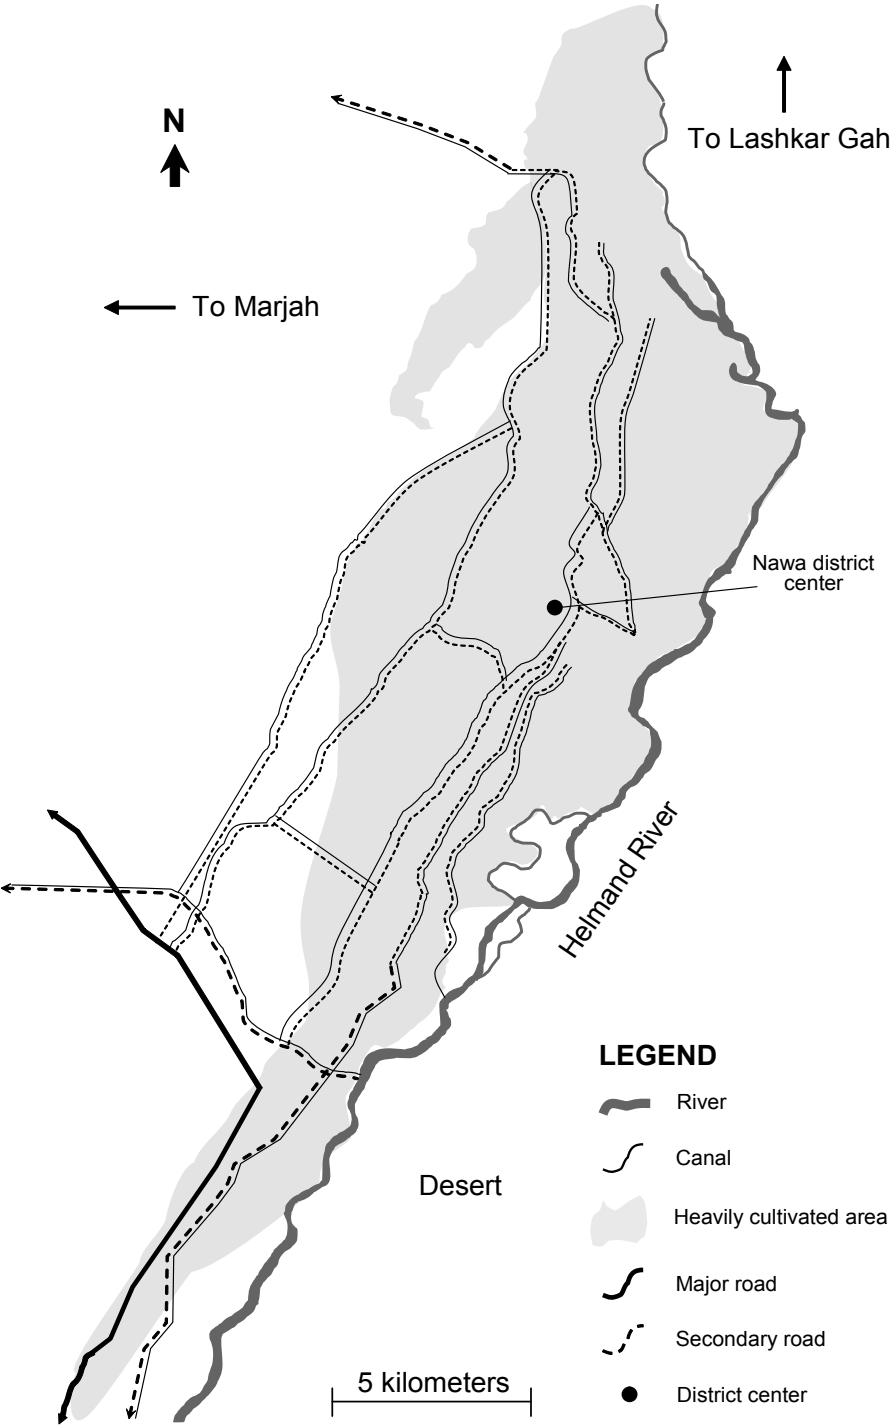 N
To Lashkar Gah
To Marjah
Nawa district
center
Helmand River
Desert
5 kilometers
LEGEND
River
Canal
Heavily cultivated area
Major road
Secondary road
District center